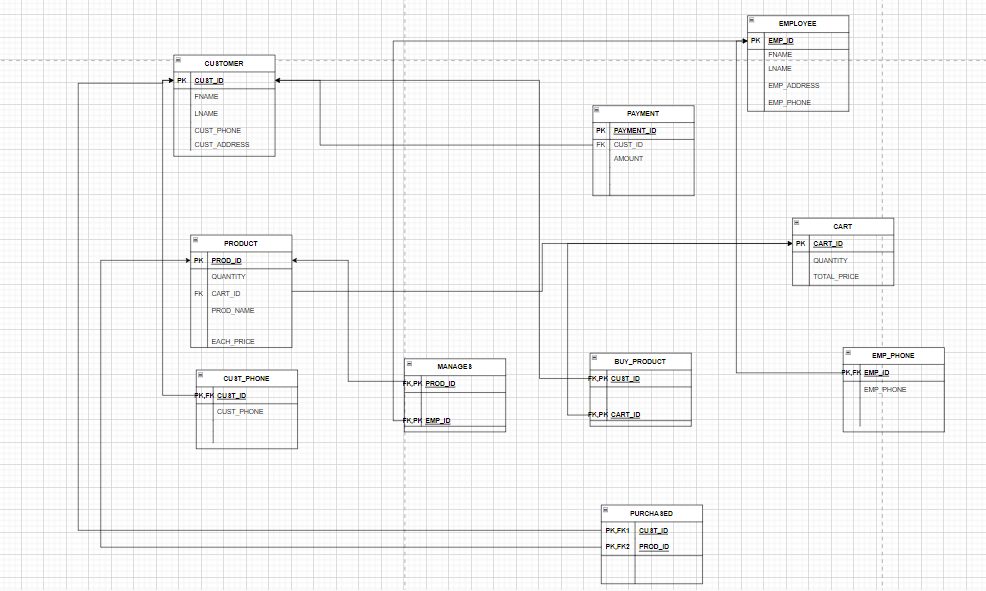 EMPLOYEE
PK EMP_ID
FNAME
LNAME
EMP_ADDRESS
EMP_PHONE
CUSTOMER
PK CUST_ID
FNAME
LNAME
CUST_PHONE
CUST_ADDRESS
PAYMENT
PK PAYMENT_ID
FK CUST_ID
AMOUNT
CART
PK CART_ID
QUANTITY
TOTAL_PRICE
PRODUCT
PK PROD_ID
QUANTITY
FK CART_ID
PROD_NAME
EACH_PRICE
CUST_PHONE
PK,FK CUST_ID
CUST_PHONE
MANAGES
FK,PK PROD_ID
FK,PK EMP_ID
BUY_PRODUCT
FK,PK CUST_ID
FK,PK CART_ID
EMP_PHONE
PK,FK EMP_ID
EMP_PHONE
PURCHASED
PK,FK1 CUST_ID
PK,FK2 PROD_ID